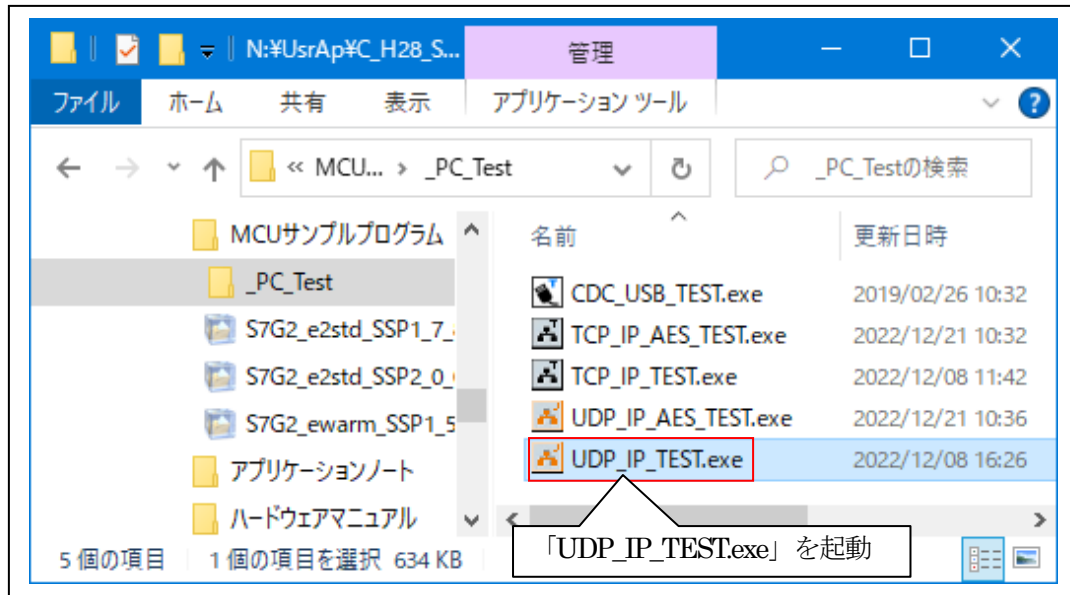 N:¥UsrAp¥C_H28_S... 管理
ファイル ホーム 共有 表示 アプリケーション ツール
« MCU... › _PC_Test _PC_Testの検索
名前 更新日時
MCUサンプルプログラム
_PC_Test
S7G2_e2std_SSP1_7_
S7G2_e2std_SSP2_0_
S7G2_ewarm_SSP1_5
アプリケーションノート
ハードウェアマニュアル
CDC_USB_TEST.exe 2019/02/26 10:32
TCP_IP_AES_TEST.exe 2022/12/21 10:32
TCP_IP_TEST.exe 2022/12/08 11:42
UDP_IP_AES_TEST.exe 2022/12/21 10:36
UDP_IP_TEST.exe 2022/12/08 16:26
「UDP_IP_TEST.exe」を起動
5 個の項目 1 個の項目を選択 634 KB